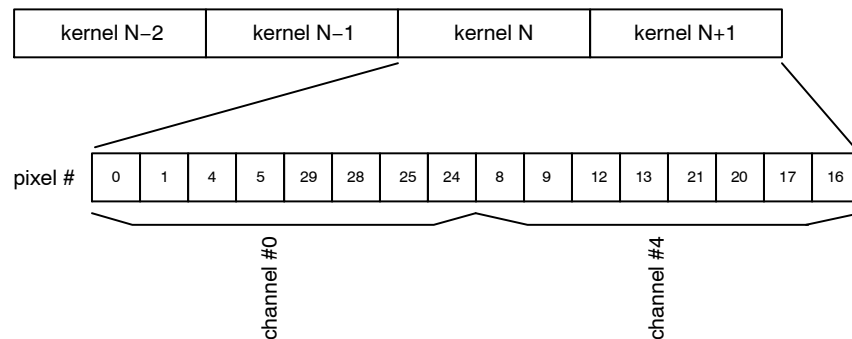 kernel N−2 kernel N−1 kernel N kernel N+1
pixel # 0 1 4 5 29 28 25 24 8 9 12 13 21 20 17 16
channel #0
channel #4